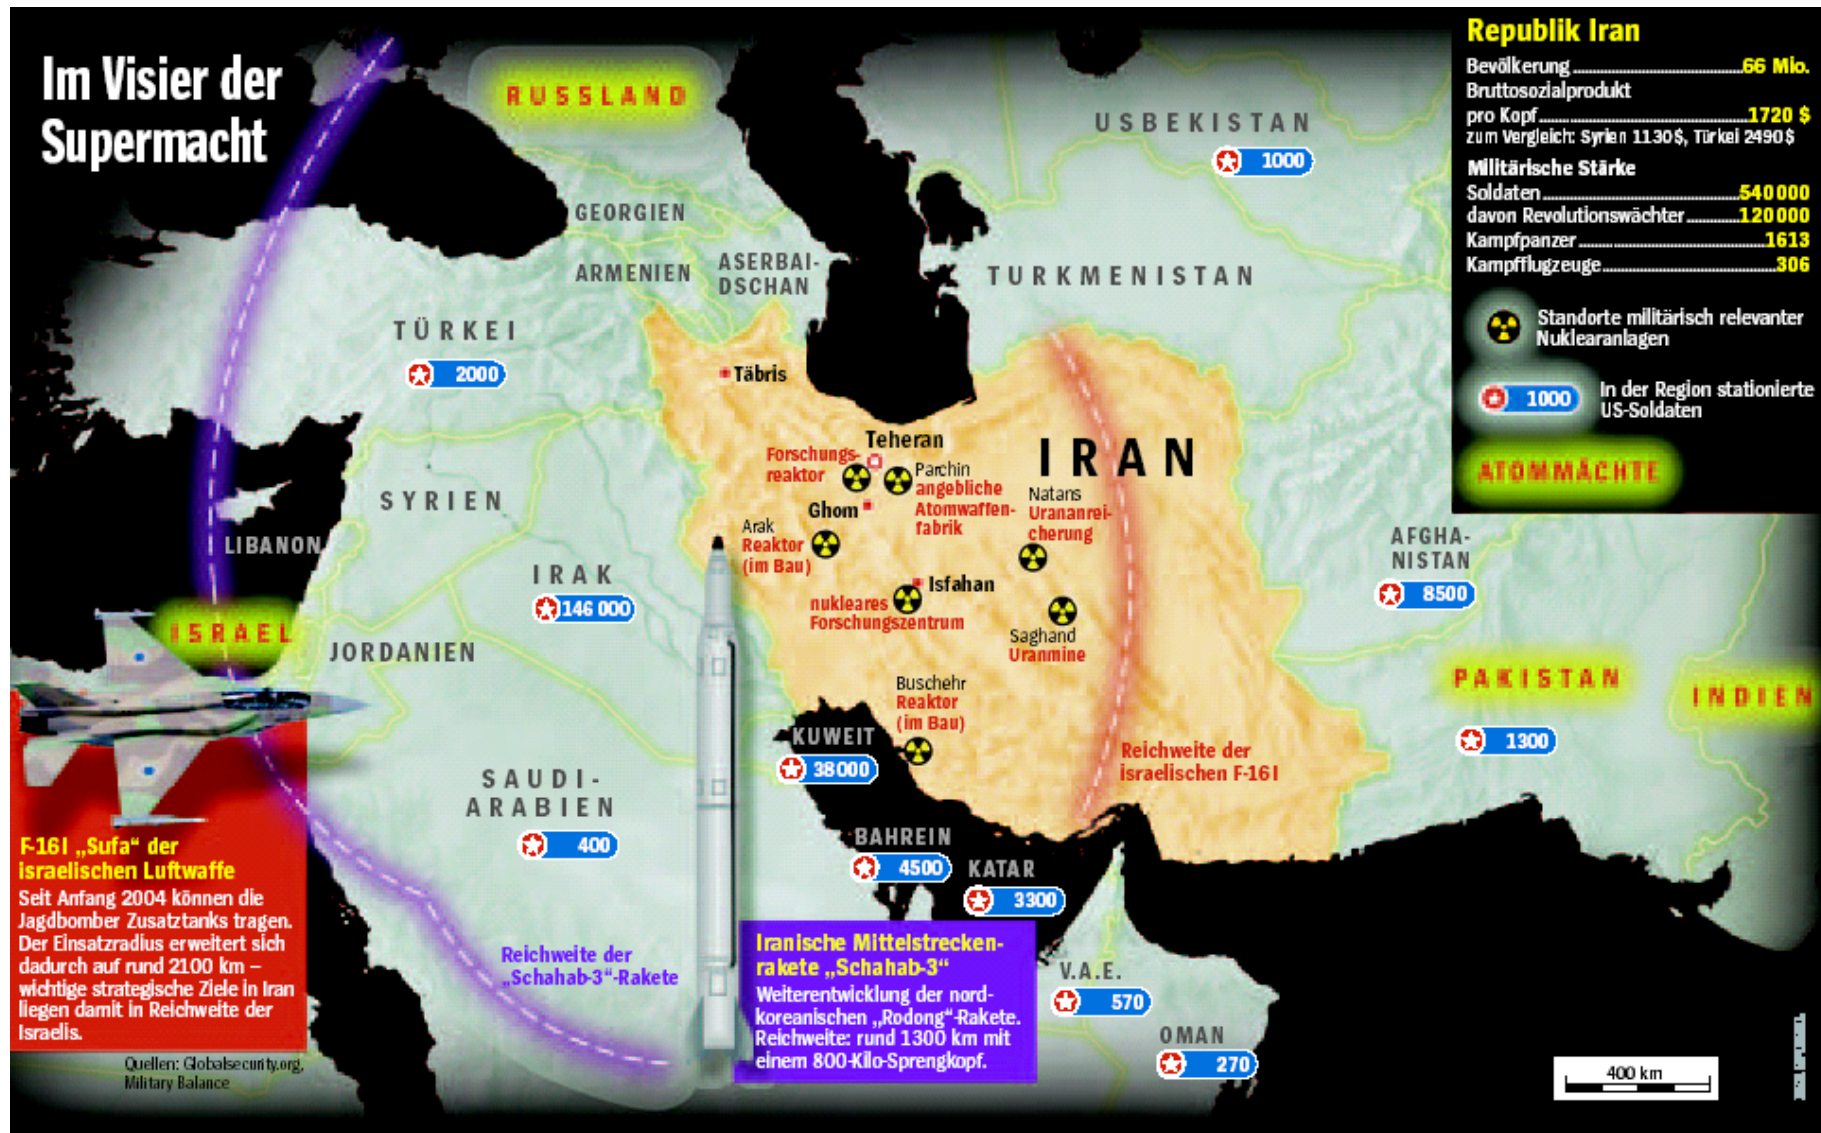 Im Visier der
Supermacht
RUSSLAND
USBEKISTAN
1000
GEORGIEN
ARMENIEN
ASERBAI-
DSCHAN
TURKMENISTAN
TÜRKEI
2000
Täbris
SYRIEN
LIBANON
IRAK
146 000
ISRAEL
JORDANIEN
IRAN
Teheran
Forschungs-
reaktor
Parchin
angebliche
Atomwaffen-
fabrik
Ghom
Natans
Urananrei-
cherung
Arak
Reaktor
(im Bau)
Isfahan
nukleares
Forschungszentrum
Saghand
Uranmine
Buschehr
Reaktor
(im Bau)
Reichweite der
israelischen F-16 I
AFGHA-
NISTAN
8500
PAKISTAN
1300
INDIEN
KUWEIT
38 000
SAUDI-
ARABIEN
400
BAHREIN
4500
KATAR
3300
V.A.E.
570
OMAN
270
Reichweite der
„Schahab-3“-Rakete
Republik Iran
Bevölkerung 66 Mio.
Bruttosozialprodukt
pro Kopf 1720 $
zum Vergleich: Syrien 1130 $, Türkei 2490 $
Militärische Stärke
Soldaten 540 000
davon Revolutionswächter 120 000
Kampfpanzer 1613
Kampfflugzeuge 306
Standorte militärisch relevanter
Nuklearanlagen
1000
In der Region stationierte
US-Soldaten
ATOMMÄCHTE
F-16 I „Sufa“ der
israelischen Luftwaffe
Seit Anfang 2004 können die
Jagdbomber Zusatztanks tragen.
Der Einsatzradius erweitert sich
dadurch auf rund 2100 km –
wichtige strategische Ziele in Iran
liegen damit in Reichweite der
Israelis.
Iranische Mittelstrecken-
rakete „Schahab-3“
Weiterentwicklung der nord-
koreanischen „Rodong“-Rakete.
Reichweite: rund 1300 km mit
einem 800-Kilo-Sprengkopf.
Quellen: Globalsecurity.org,
Military Balance
400 km